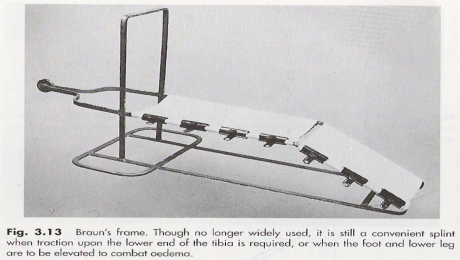 Fig. 3.13 Braun's frame. Though no longer widely used, it is still a convenient splint
when traction upon the lower end of the tibia is required, or when the foot and lower leg
are to be elevated to combat oedema.